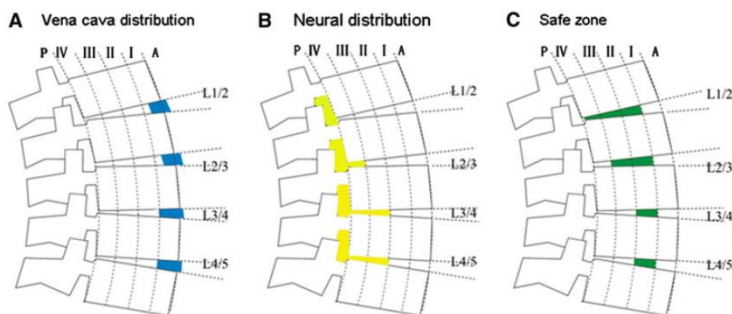 A Vena cava distribution
P IV III II I A
L1/2
L2/3
L3/4
L4/5
B Neural distribution
P IV III II I A
L1/2
L2/3
L3/4
L4/5
C Safe zone
P IV III II I A
L1/2
L2/3
L3/4
L4/5